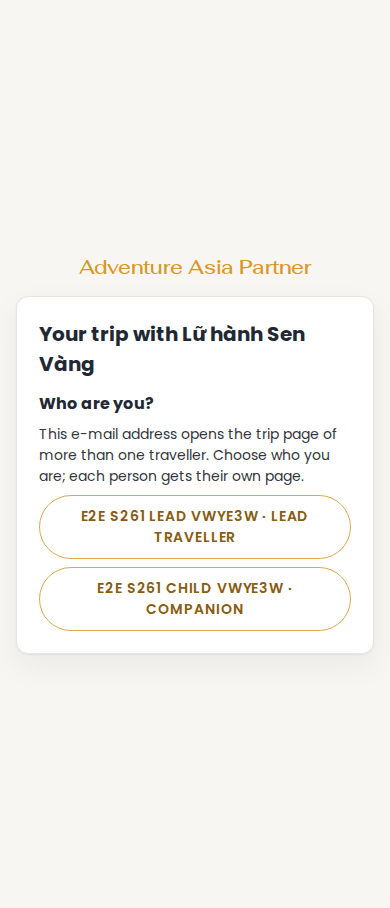 Adventure Asia Partner
Your trip with Lữ hành Sen
Vàng
Who are you?
This e-mail address opens the trip page of
more than one traveller. Choose who you
are; each person gets their own page.
E2E S261 LEAD VWYE3W · LEAD
TRAVELLER
E2E S261 CHILD VWYE3W ·
COMPANION